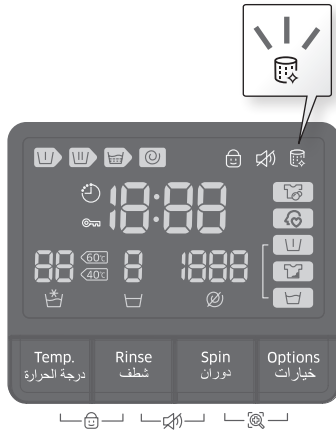 18:88
88
60℃
40℃
8
1888
Temp.
درجة الحرارة
Rinse
شطف
Spin
دوران
Options
خيارات